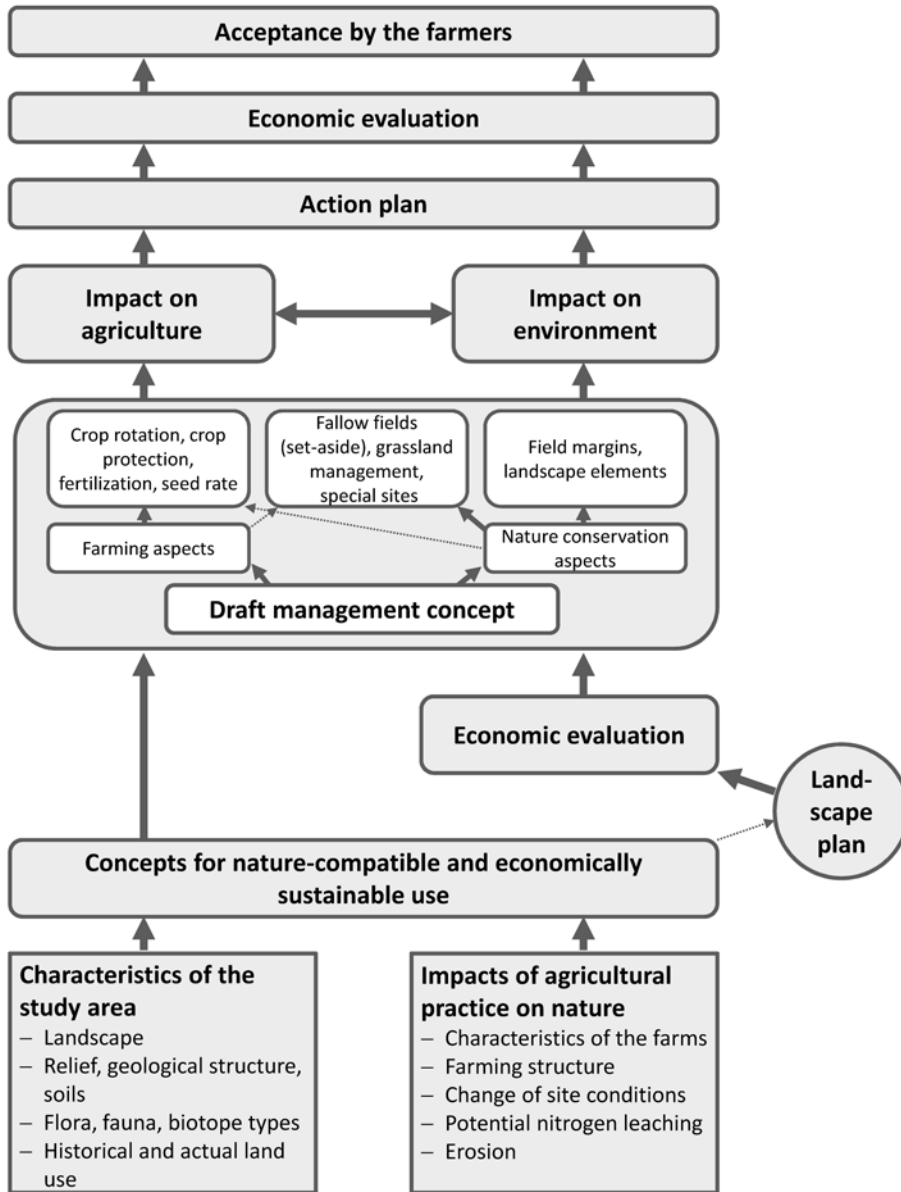 Acceptance by the farmers
Economic evaluation
Action plan
Impact on
agriculture
Impact on
environment
Crop rotation, crop
protection,
fertilization, seed rate
Fallow fields
(set-aside), grassland
management,
special sites
Field margins,
landscape elements
Farming aspects
Nature conservation
aspects
Draft management concept
Economic evaluation
Land-
scape
plan
Concepts for nature-compatible and economically
sustainable use
Characteristics of the
study area
– Landscape
– Relief, geological structure,
soils
– Flora, fauna, biotope types
– Historical and actual land
use
Impacts of agricultural
practice on nature
– Characteristics of the farms
– Farming structure
– Change of site conditions
– Potential nitrogen leaching
– Erosion